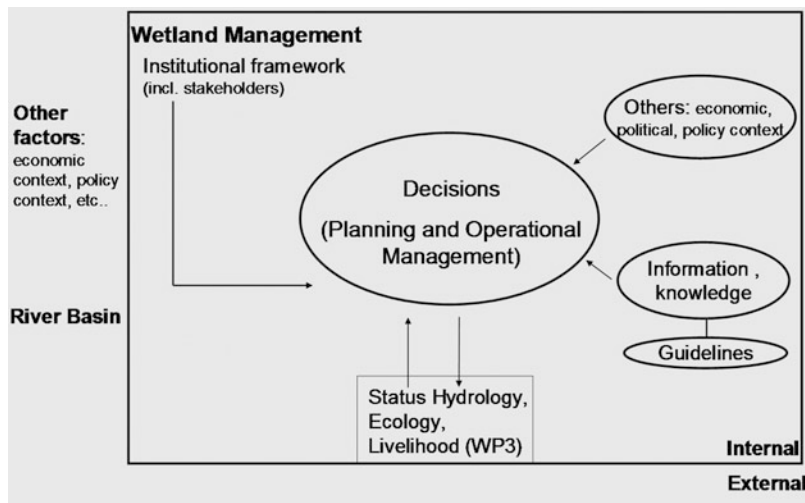 Wetland Management
Institutional framework
(incl. stakeholders)
Other
factors:
economic
context, policy
context, etc..
Others: economic,
political, policy context
Decisions
(Planning and Operational
Management)
Information ,
knowledge
River Basin
Guidelines
Status Hydrology,
Ecology,
Livelihood (WP3)
Internal
External